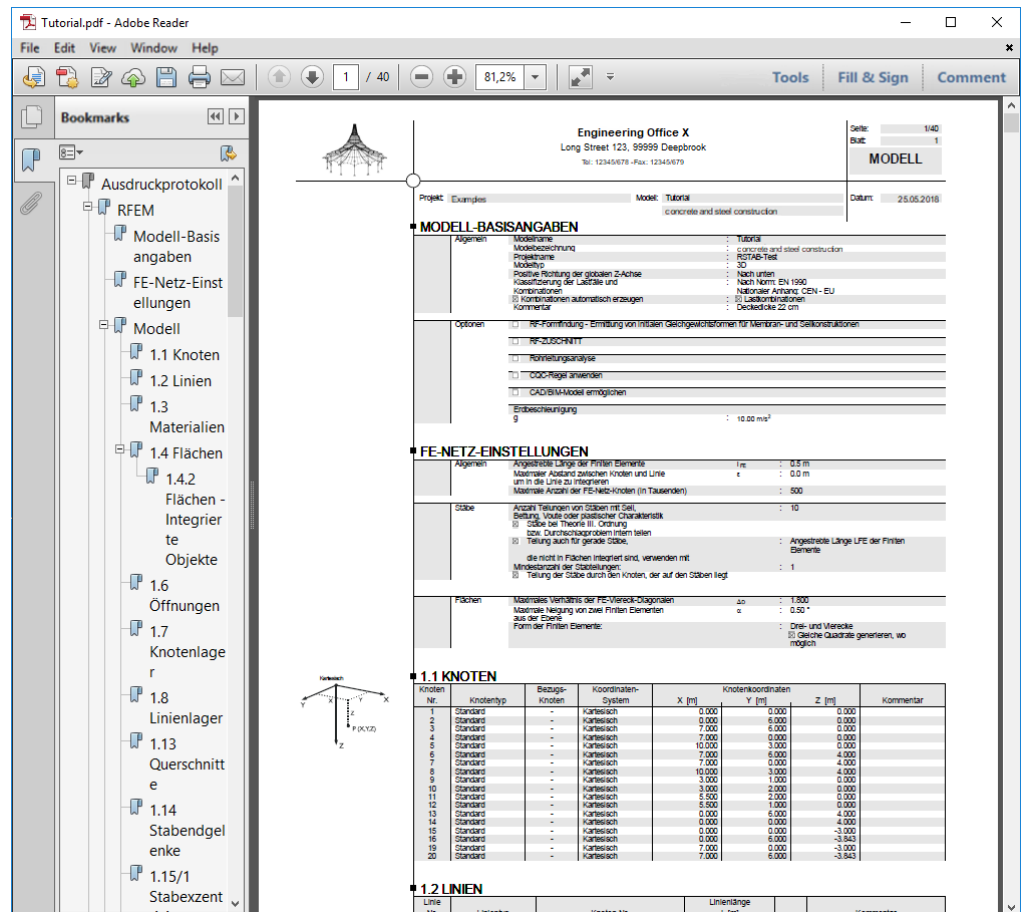 Tutorial.pdf - Adobe Reader
File Edit View Window Help
1 / 40 81,2% Tools Fill & Sign Comment
Bookmarks
Ausdruckprotokoll
RFEM
Modell-Basis
angaben
FE-Netz-Einst
ellungen
Modell
1.1 Knoten
1.2 Linien
1.3
Materialien
1.4 Flächen
1.4.2
Flächen -
Integrier
te
Objekte
1.6
Öffnungen
1.7
Knotenlage
r
1.8
Linienlager
1.13
Querschnitt
e
1.14
Stabendgel
enke
1.15/1
Stabexzent
Engineering Office X
Long Street 123, 99999 Deepbrook
Tel: 12345/678 -Fax: 12345/679
Seite: 1/40
Blatt: 1
MODELL
Projekt: Examples Model: Tutorial Datum: 25.05.2018
concrete and steel construction
MODELL-BASISANGABEN
Allgemein Modellname : Tutorial
Modellbezeichnung : concrete and steel construction
Projektname : RSTAB-Test
Modelltyp : 3D
Positive Richtung der globalen Z-Achse : Nach unten
Klassifizierung der Lastfälle und : Nach Norm: EN 1990
Kombinationen Nationaler Anhang: CEN - EU
☒ Kombinationen automatisch erzeugen : ☒ Lastkombinationen
Kommentar : Deckedicke 22 cm
Optionen ☐ RF-Formfindung - Ermittlung von initialen Gleichgewichtsformen für Membran- und Seilkonstruktionen
☐ RF-ZUSCHNITT
☐ Rohrleitungsanalyse
☐ CQC-Regel anwenden
☐ CAD/BIM-Modell ermöglichen
Erdbeschleunigung
g : 10.00 m/s²
FE-NETZ-EINSTELLUNGEN
Allgemein Angestrebte Länge der Finiten Elemente l FE : 0.5 m
Maximaler Abstand zwischen Knoten und Linie ε : 0.0 m
um in die Linie zu integrieren
Maximale Anzahl der FE-Netz-Knoten (in Tausenden) : 500
Stäbe Anzahl Teilungen von Stäben mit Seil, : 10
Bettung, Voute oder plastischer Charakteristik
☒ Stäbe bei Theorie III. Ordnung
bzw. Durchschlagproblem intern teilen
☒ Teilung auch für gerade Stäbe, : Angestrebte Länge LFE der Finiten
Elemente
die nicht in Flächen integriert sind, verwenden mit
Mindestanzahl der Stabteilungen: : 1
☒ Teilung der Stäbe durch den Knoten, der auf den Stäben liegt
Flächen Maximales Verhältnis der FE-Viereck-Diagonalen ΔD : 1.800
Maximale Neigung von zwei Finiten Elementen α : 0.50 °
aus der Ebene
Form der Finiten Elemente: : Drei- und Vierecke
☒ Gleiche Quadrate generieren, wo
möglich
Kartesisch
Y X Y X
Z
P (X,Y,Z)
Z
1.1 KNOTEN
Knoten Bezugs- Koordinaten- Knotenkoordinaten
Nr. Knotentyp Knoten System X [m] Y [m] Z [m] Kommentar
1 Standard - Kartesisch 0.000 0.000 0.000
2 Standard - Kartesisch 0.000 6.000 0.000
3 Standard - Kartesisch 7.000 6.000 0.000
4 Standard - Kartesisch 7.000 0.000 0.000
5 Standard - Kartesisch 10.000 3.000 0.000
6 Standard - Kartesisch 7.000 6.000 4.000
7 Standard - Kartesisch 7.000 0.000 4.000
8 Standard - Kartesisch 10.000 3.000 4.000
9 Standard - Kartesisch 3.000 1.000 0.000
10 Standard - Kartesisch 3.000 2.000 0.000
11 Standard - Kartesisch 5.500 2.000 0.000
12 Standard - Kartesisch 5.500 1.000 0.000
13 Standard - Kartesisch 0.000 6.000 4.000
14 Standard - Kartesisch 0.000 0.000 4.000
15 Standard - Kartesisch 0.000 0.000 -3.000
16 Standard - Kartesisch 0.000 6.000 -3.843
19 Standard - Kartesisch 7.000 0.000 -3.000
20 Standard - Kartesisch 7.000 6.000 -3.843
1.2 LINIEN
Linie Linienlänge